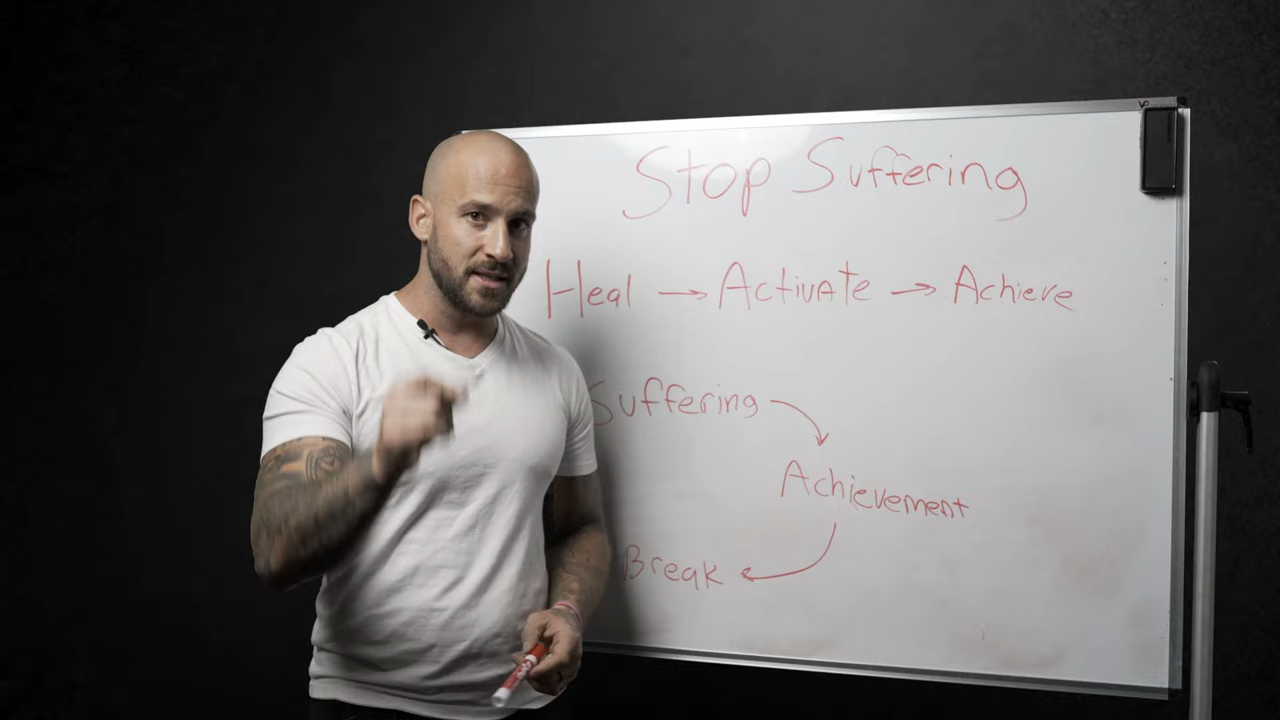 Stop Suffering
Heal → Activate → Achieve
Suffering
Achievement
Break